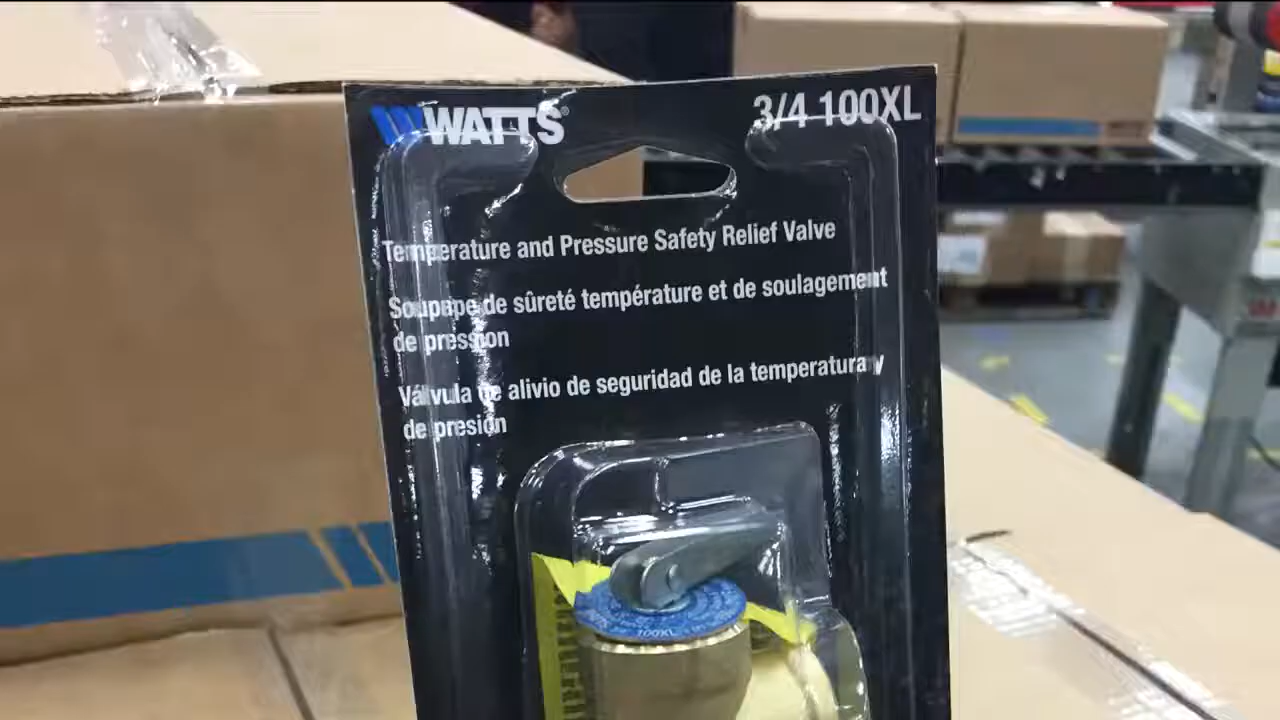 WATTS®
3/4 100XL
Temperature and Pressure Safety Relief Valve
Soupape de sûreté température et de soulagement
de pression
Válvula de alivio de seguridad de la temperatura y
de presión
100XL